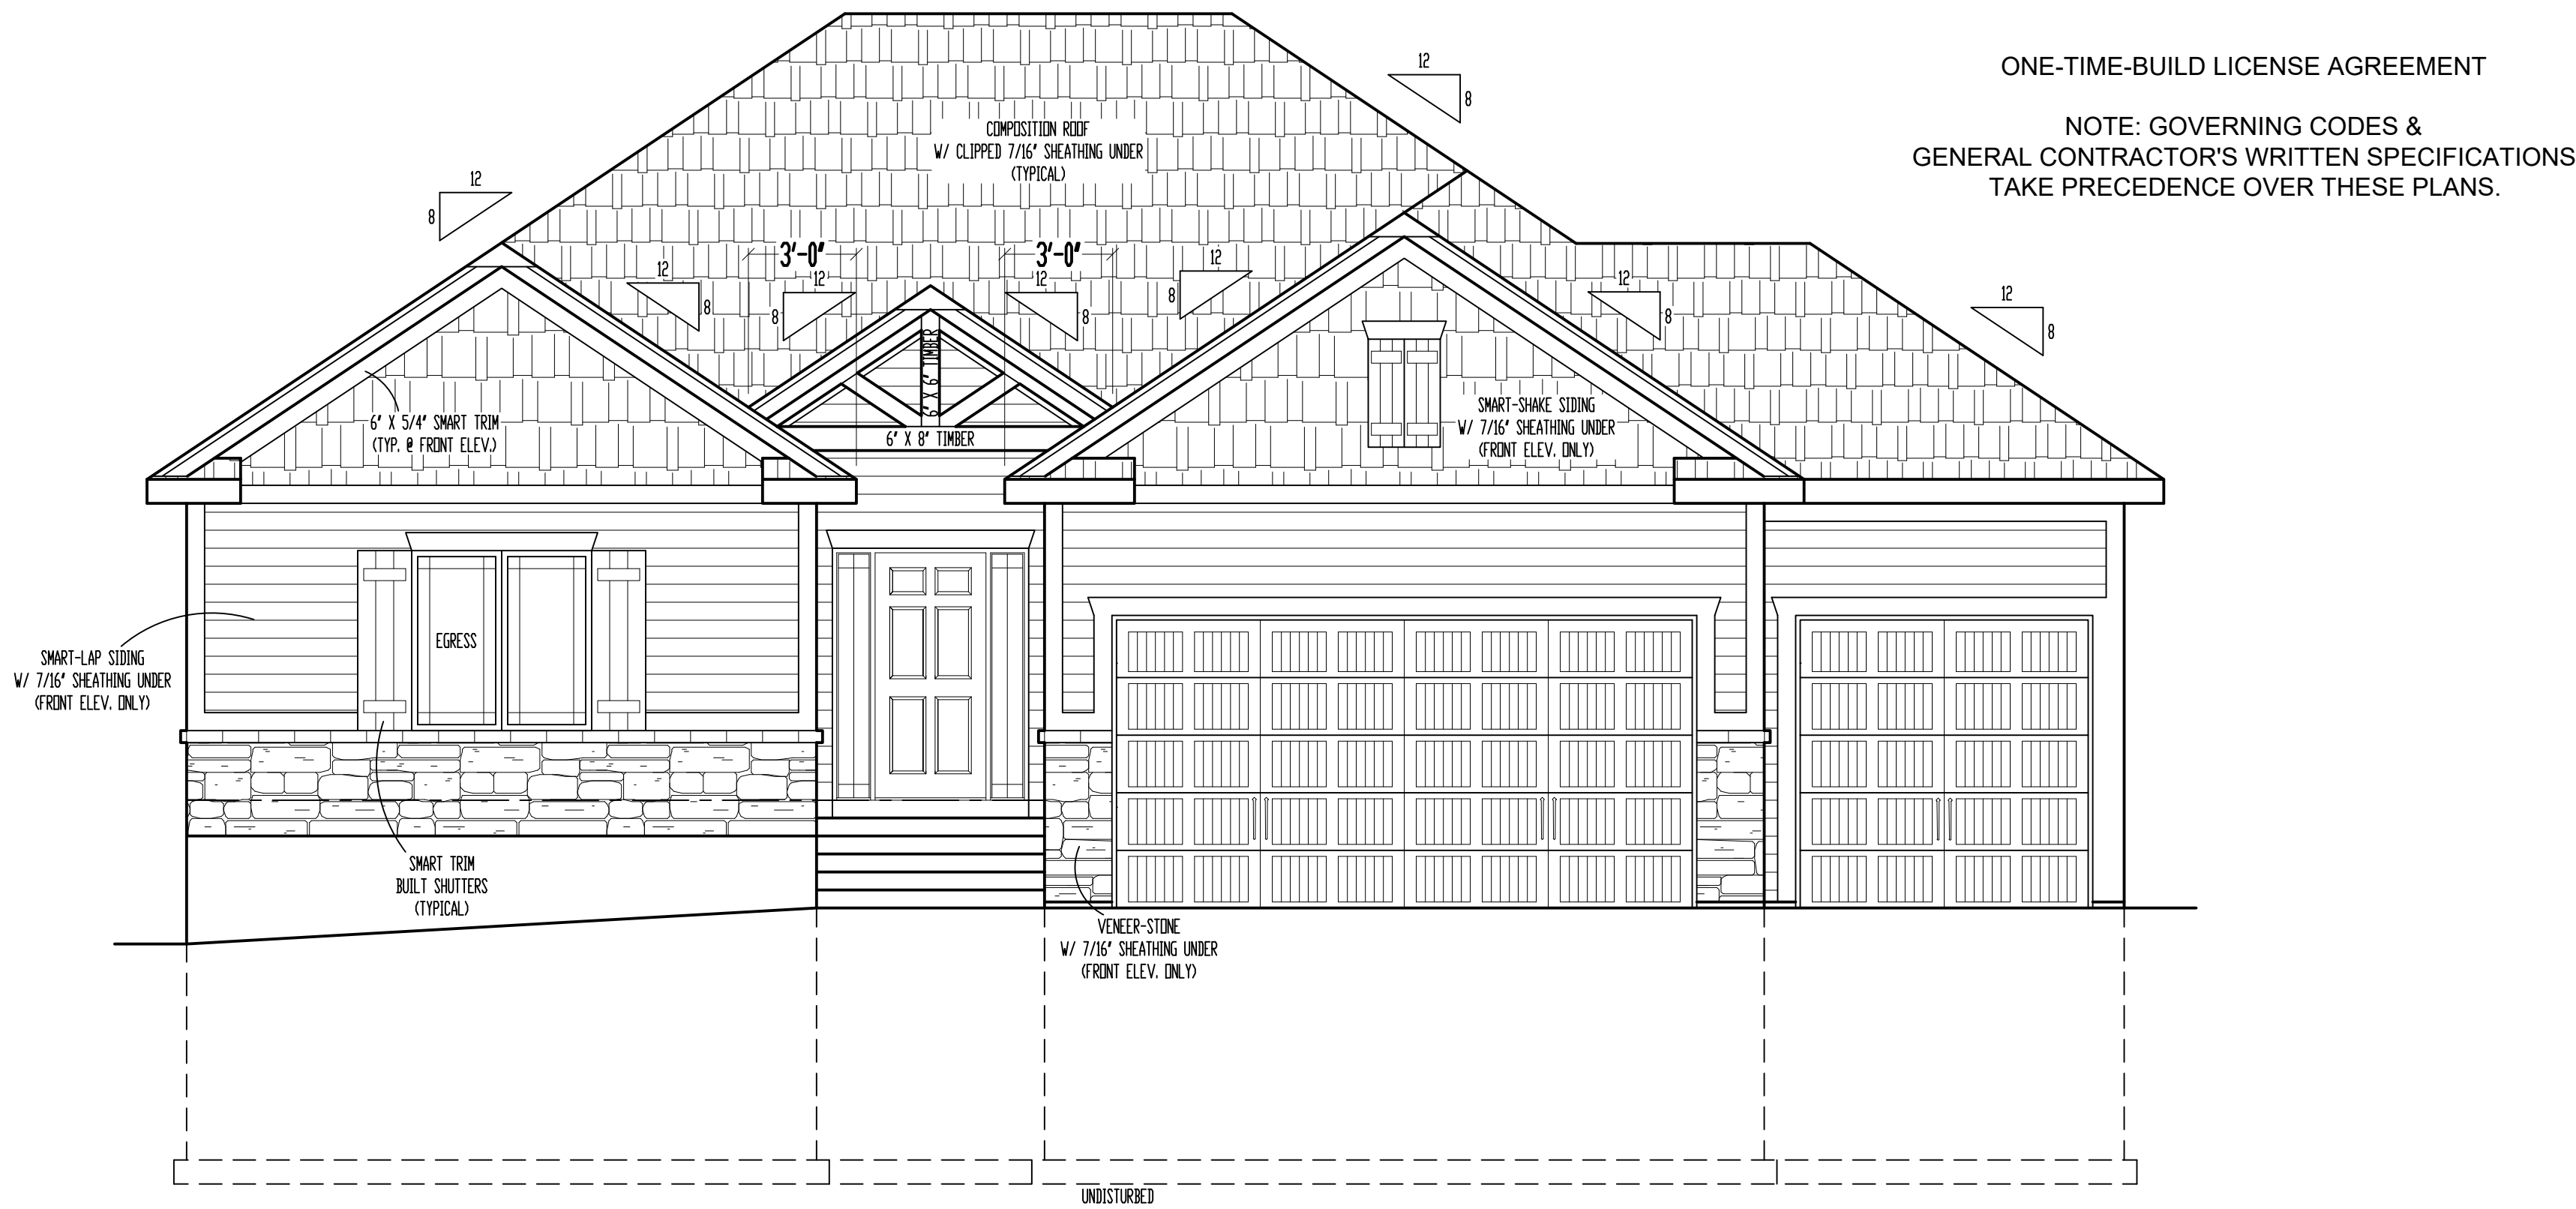 ONE-TIME-BUILD LICENSE AGREEMENT
NOTE: GOVERNING CODES &
GENERAL CONTRACTOR'S WRITTEN SPECIFICATIONS
TAKE PRECEDENCE OVER THESE PLANS.
12
8
COMPOSITION ROOF
W/ CLIPPED 7/16" SHEATHING UNDER
(TYPICAL)
12
8
3'-0"
3'-0"
12
8
12
8
12
8
12
8
12
8
12
8
6" X 6" TIMBER
6" X 8" TIMBER
6" X 5/4" SMART TRIM
(TYP. @ FRONT ELEV.)
SMART-SHAKE SIDING
W/ 7/16" SHEATHING UNDER
(FRONT ELEV. ONLY)
EGRESS
SMART-LAP SIDING
W/ 7/16" SHEATHING UNDER
(FRONT ELEV. ONLY)
SMART TRIM
BUILT SHUTTERS
(TYPICAL)
VENEER-STONE
W/ 7/16" SHEATHING UNDER
(FRONT ELEV. ONLY)
UNDISTURBED